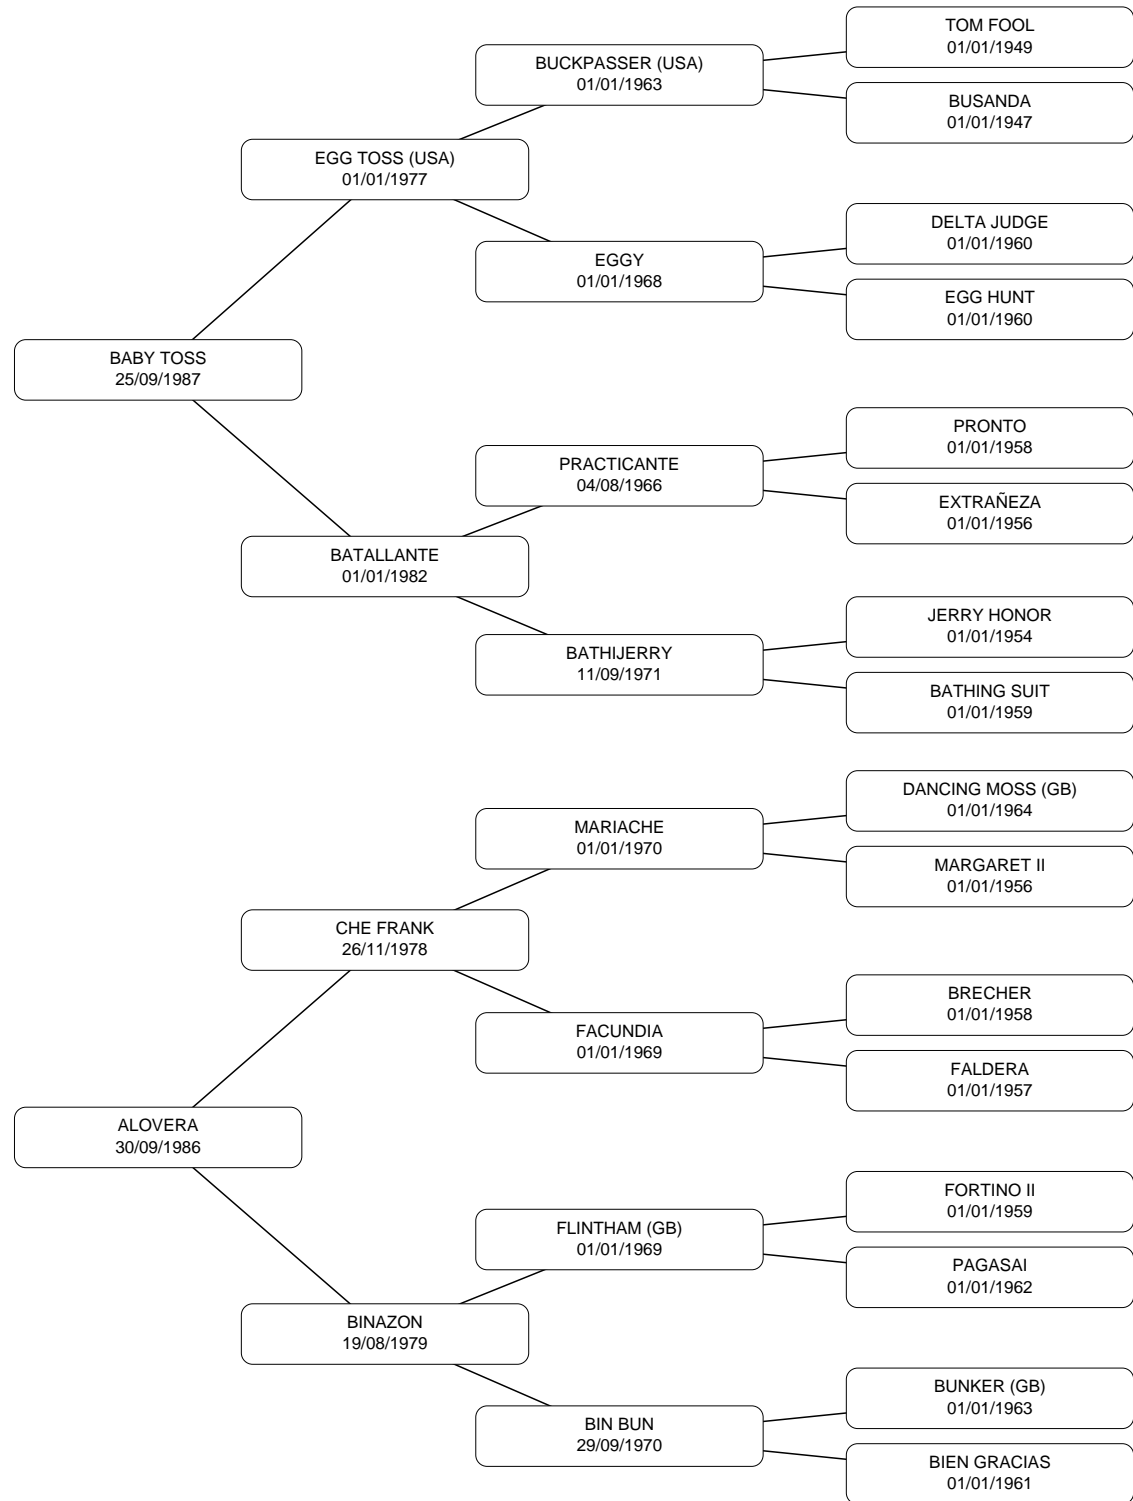 TOM FOOL
01/01/1949
BUCKPASSER (USA)
01/01/1963
BUSANDA
01/01/1947
EGG TOSS (USA)
01/01/1977
DELTA JUDGE
01/01/1960
EGGY
01/01/1968
EGG HUNT
01/01/1960
BABY TOSS
25/09/1987
PRONTO
01/01/1958
PRACTICANTE
04/08/1966
EXTRAÑEZA
01/01/1956
BATALLANTE
01/01/1982
JERRY HONOR
01/01/1954
BATHIJERRY
11/09/1971
BATHING SUIT
01/01/1959
DANCING MOSS (GB)
01/01/1964
MARIACHE
01/01/1970
MARGARET II
01/01/1956
CHE FRANK
26/11/1978
BRECHER
01/01/1958
FACUNDIA
01/01/1969
FALDERA
01/01/1957
ALOVERA
30/09/1986
FORTINO II
01/01/1959
FLINTHAM (GB)
01/01/1969
PAGASAI
01/01/1962
BINAZON
19/08/1979
BUNKER (GB)
01/01/1963
BIN BUN
29/09/1970
BIEN GRACIAS
01/01/1961